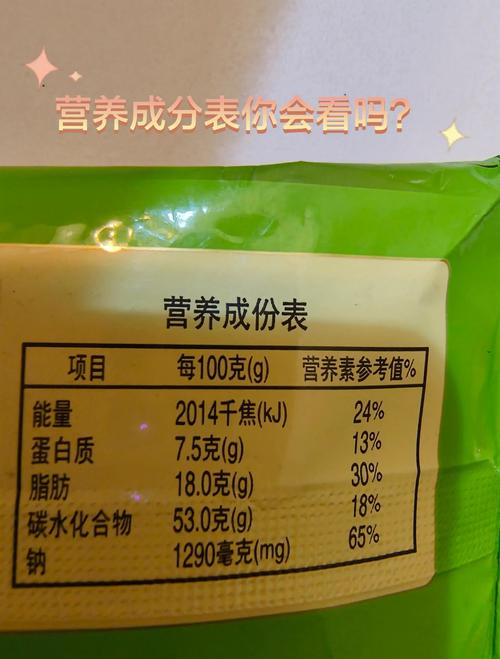 营养成分表你会看吗?
营养成份表
项目 每100克(g) 营养素参考值%
能量 2014千焦(kJ) 24%
蛋白质 7.5克(g) 13%
脂肪 18.0克(g) 30%
碳水化合物 53.0克(g) 18%
钠 1290毫克(mg) 65%